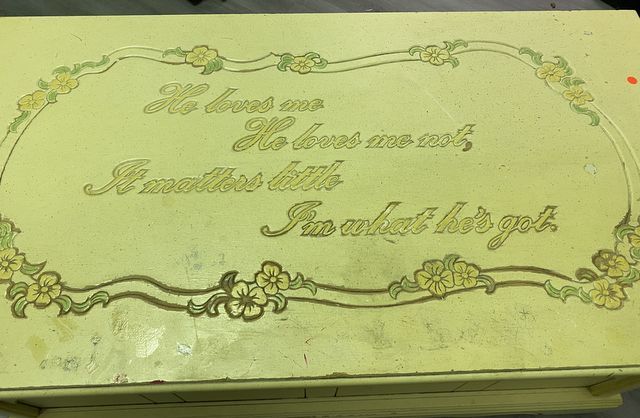 He loves me
He loves me not,
It matters little
I'm what he's got.